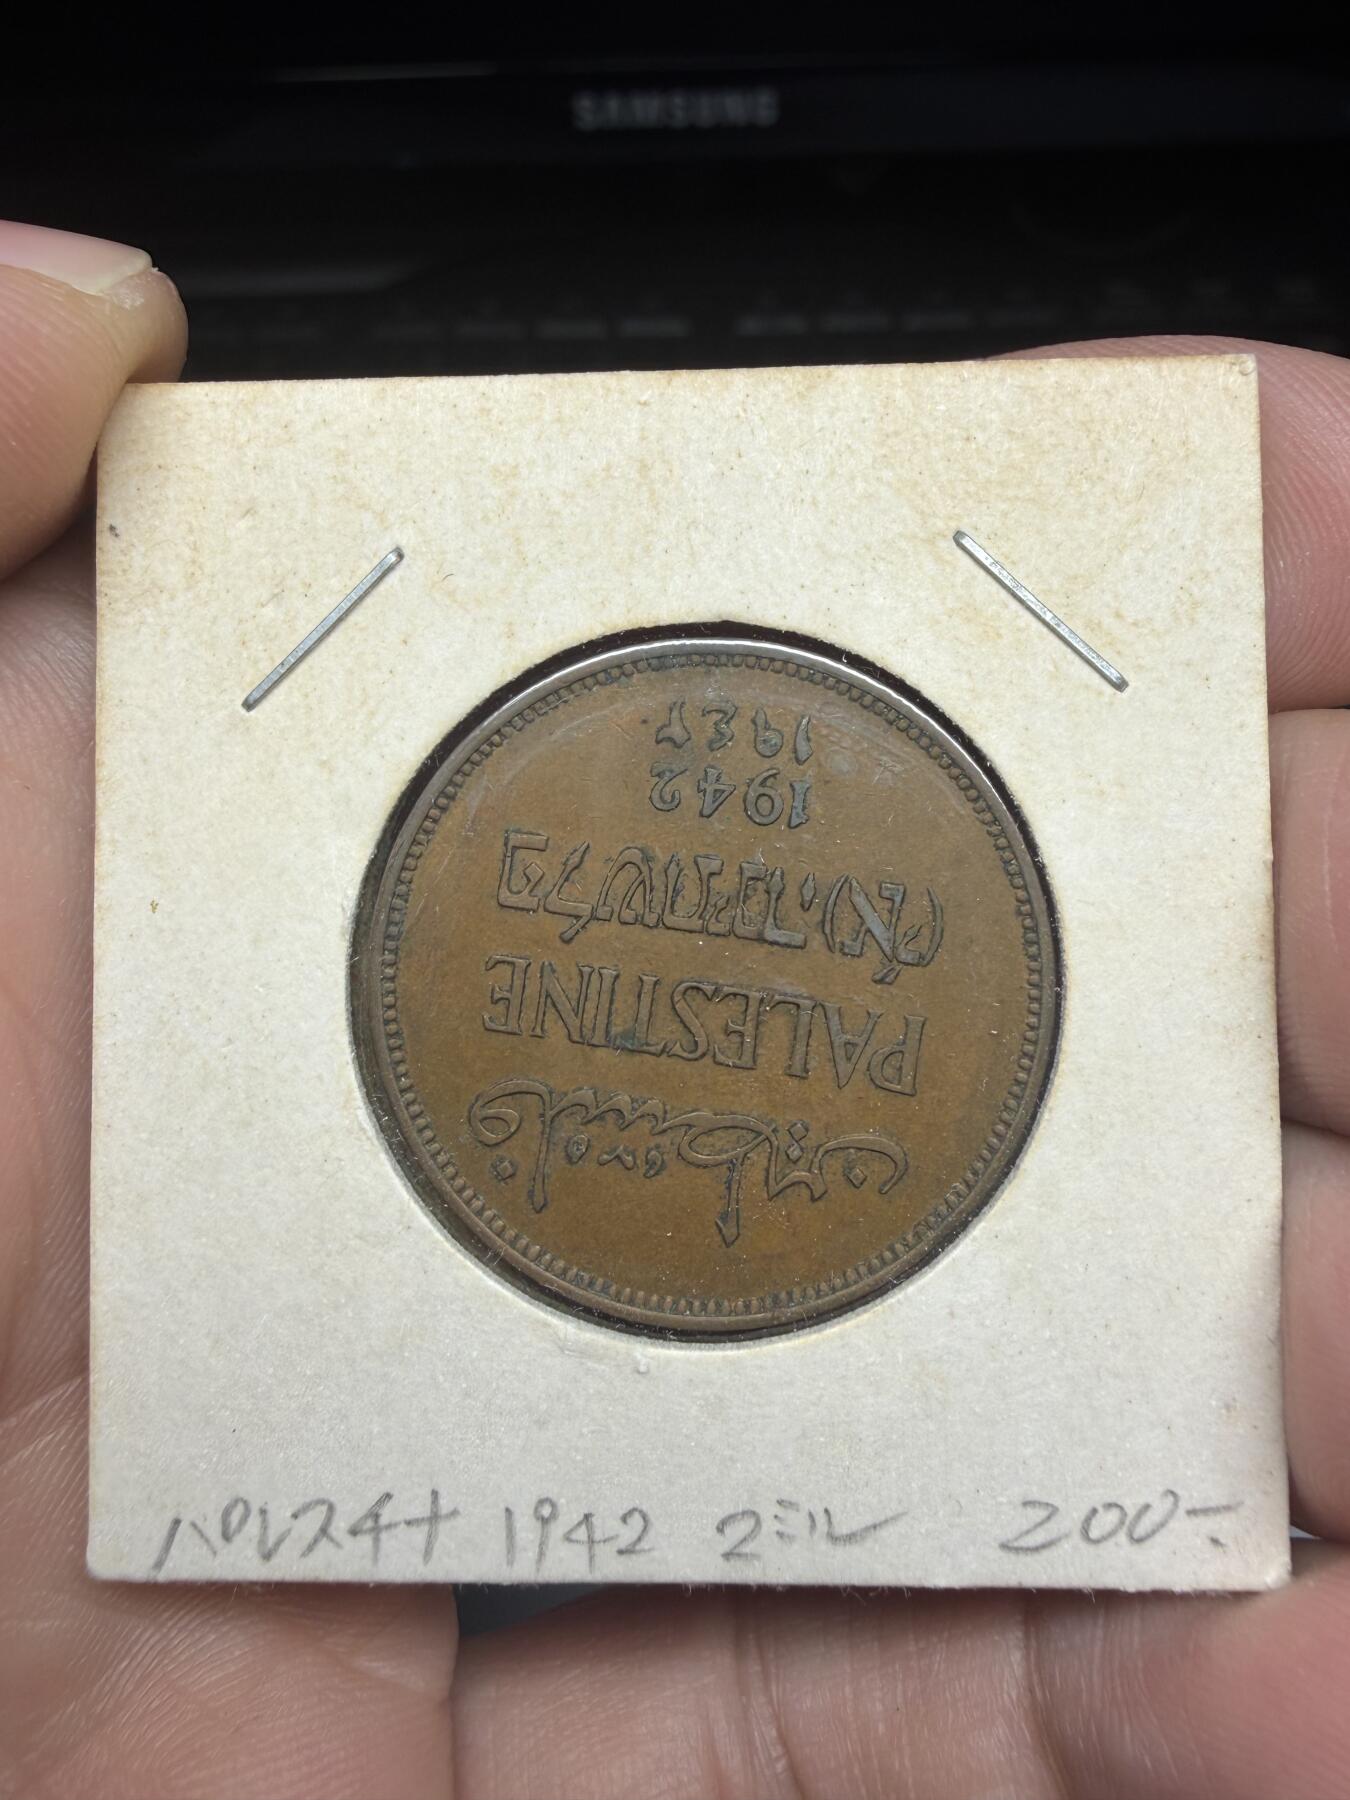 SAMSUNG
فلسطين
PALESTINE
פלשתינה (א״י)
1942
١٩٤٢
パレスチナ 1942 2ミル 200-